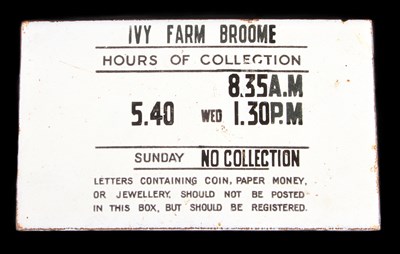 IVY FARM BROOME
HOURS OF COLLECTION
8.35A.M
5.40 WED 1.30P.M
SUNDAY NO COLLECTION
LETTERS CONTAINING COIN, PAPER MONEY,
OR JEWELLERY, SHOULD NOT BE POSTED
IN THIS BOX, BUT SHOULD BE REGISTERED.